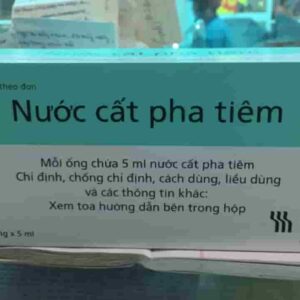 theo đơn
Nước cất pha tiêm
Mỗi ống chứa 5 ml nước cất pha tiêm
Chỉ định, chống chỉ định, cách dùng, liều dùng
và các thông tin khác:
Xem toa hướng dẫn bên trong hộp
ng x 5 ml